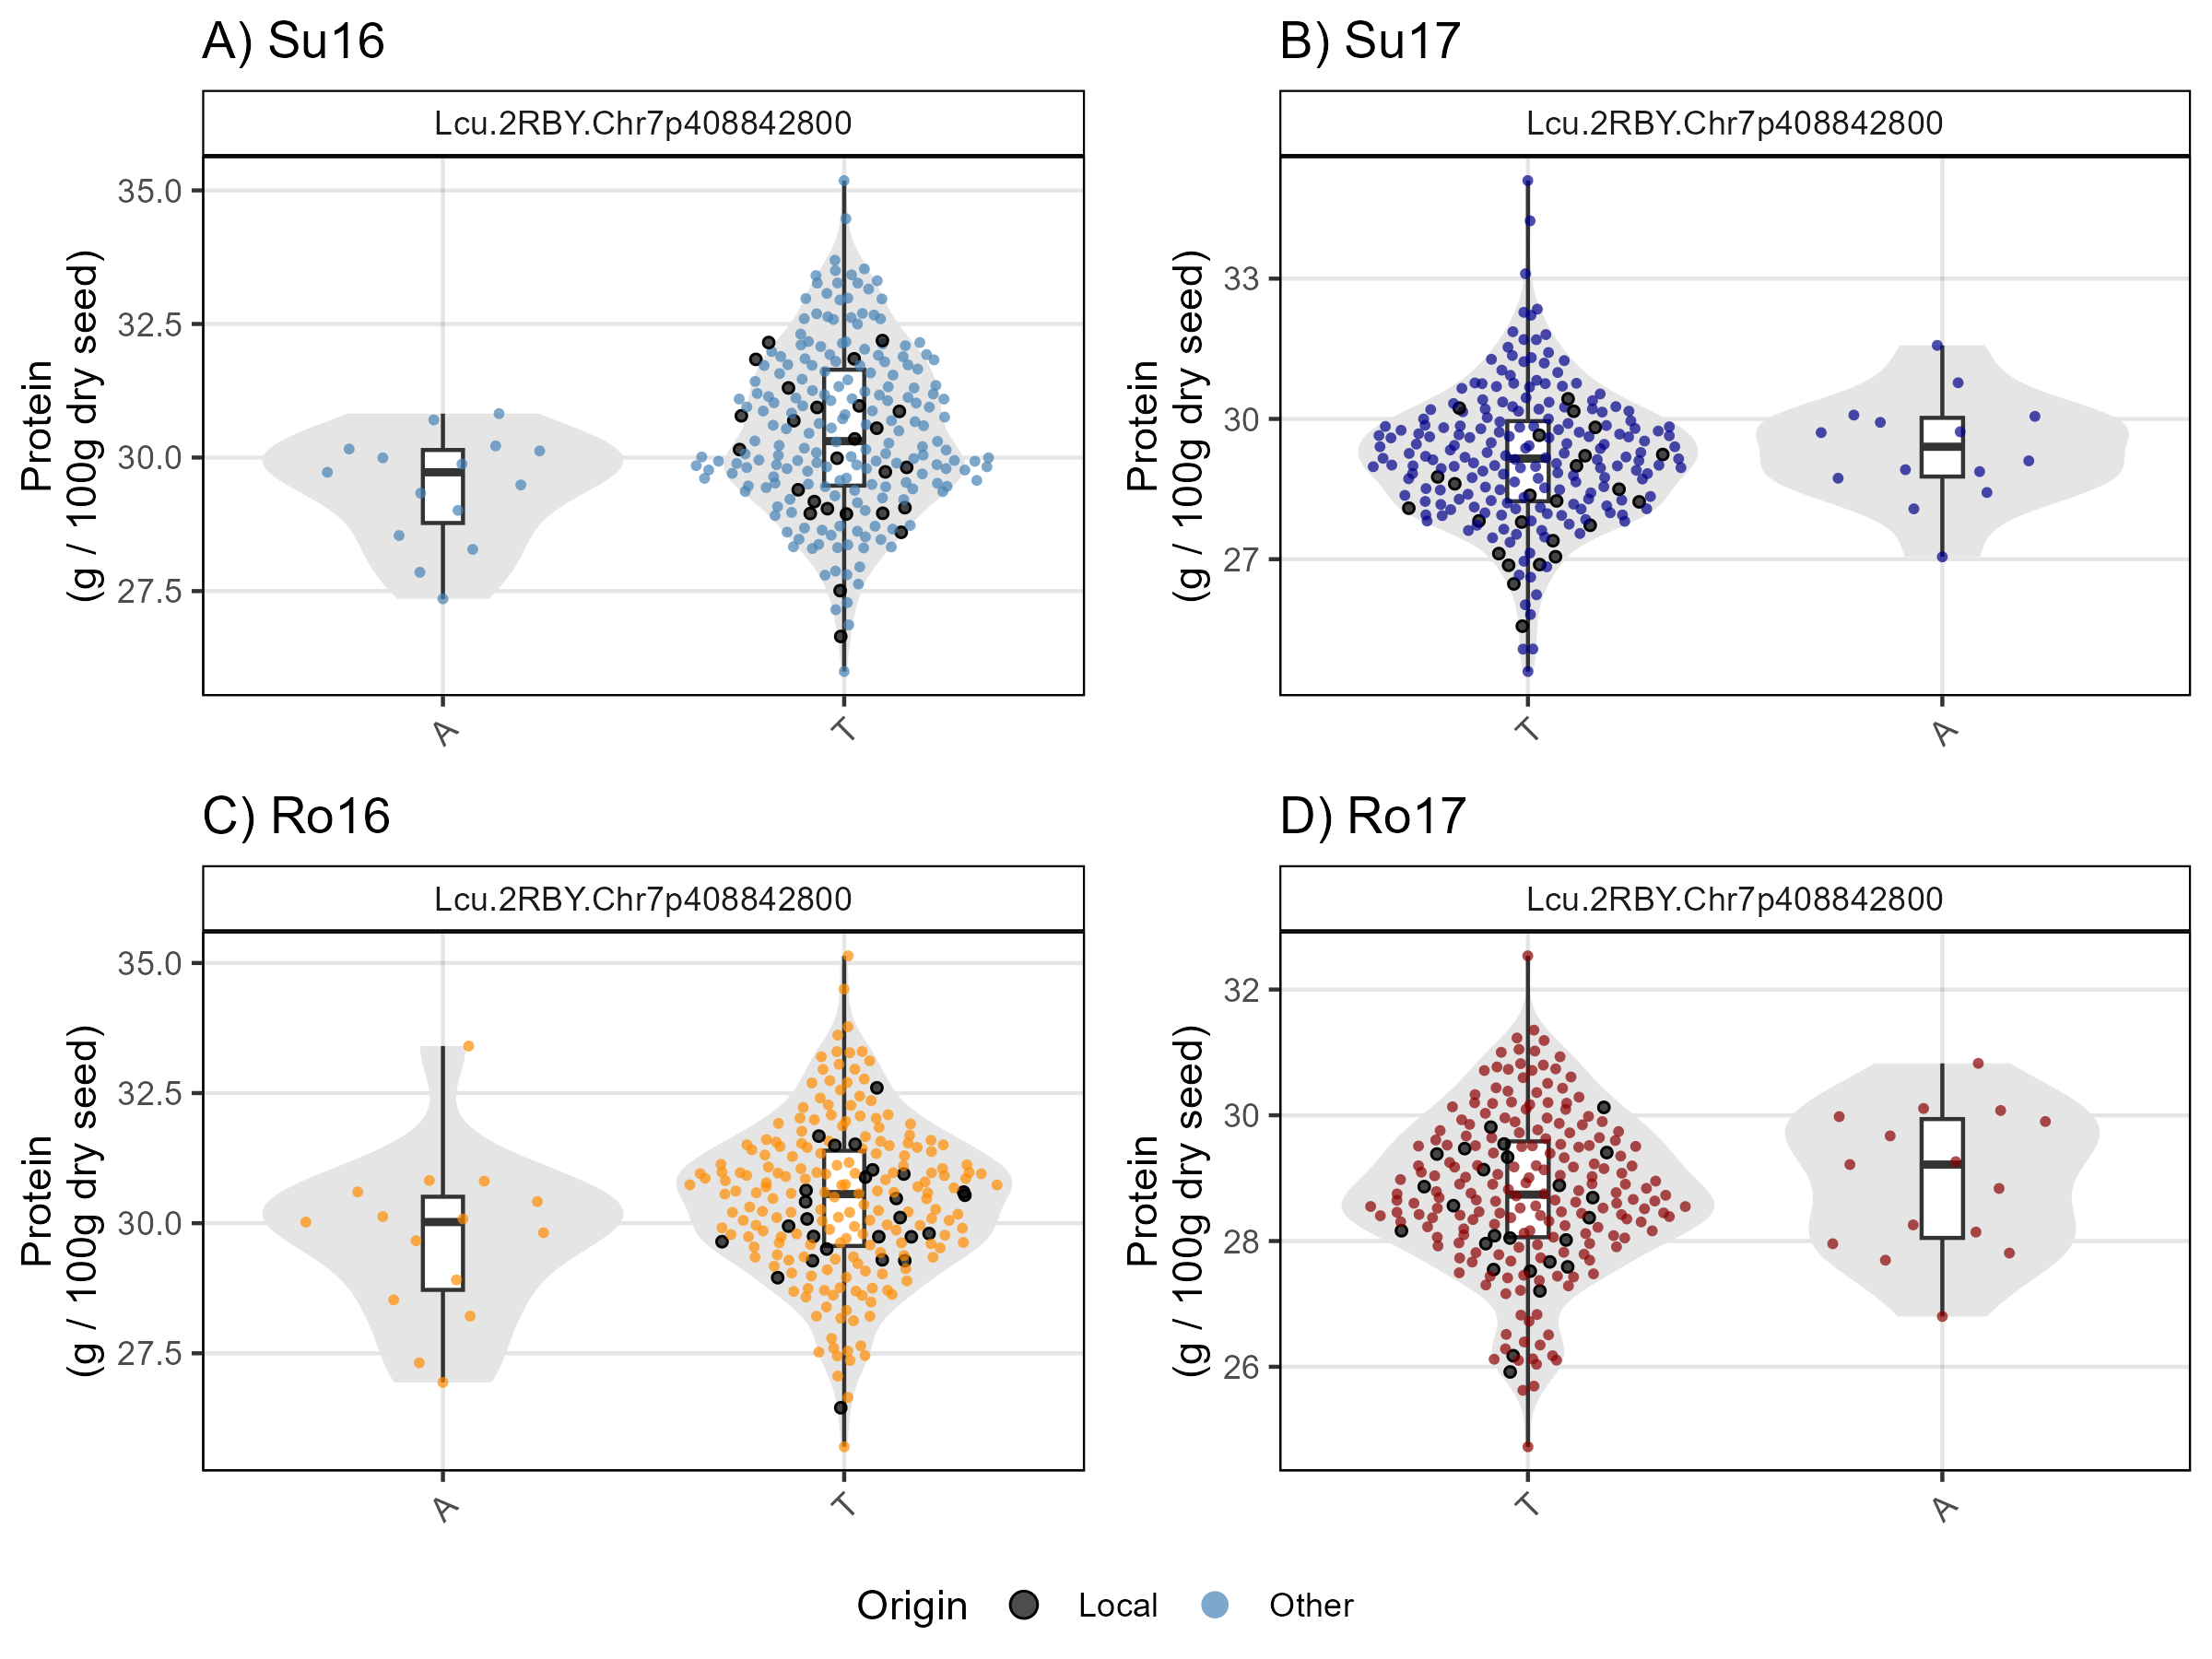 A) Su16
Lcu.2RBY.Chr7p408842800
Protein
(g / 100g dry seed)
35.0
32.5
30.0
27.5
A
T
B) Su17
Lcu.2RBY.Chr7p408842800
Protein
(g / 100g dry seed)
33
30
27
T
A
C) Ro16
Lcu.2RBY.Chr7p408842800
Protein
(g / 100g dry seed)
35.0
32.5
30.0
27.5
A
T
D) Ro17
Lcu.2RBY.Chr7p408842800
Protein
(g / 100g dry seed)
32
30
28
26
T
A
Origin
Local
Other